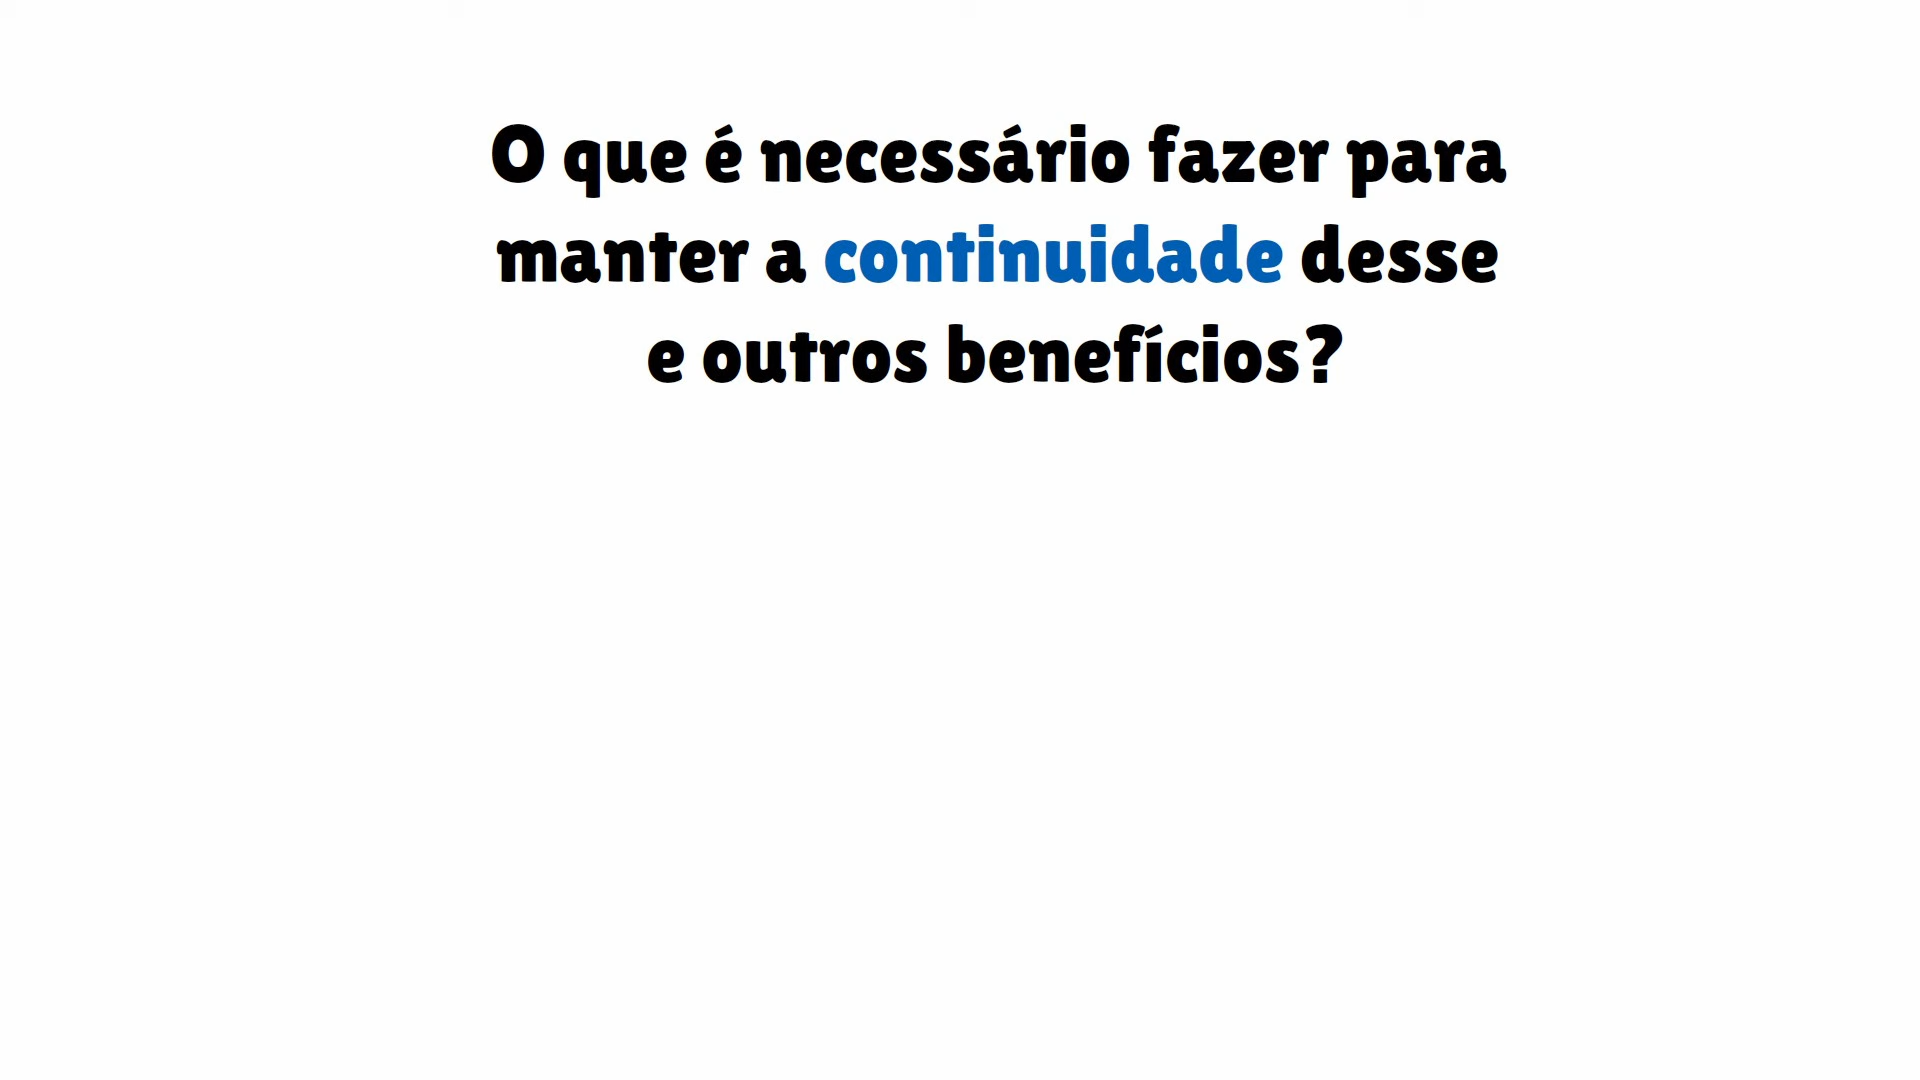 O que é necessário fazer para
manter a continuidade desse
e outros benefícios?